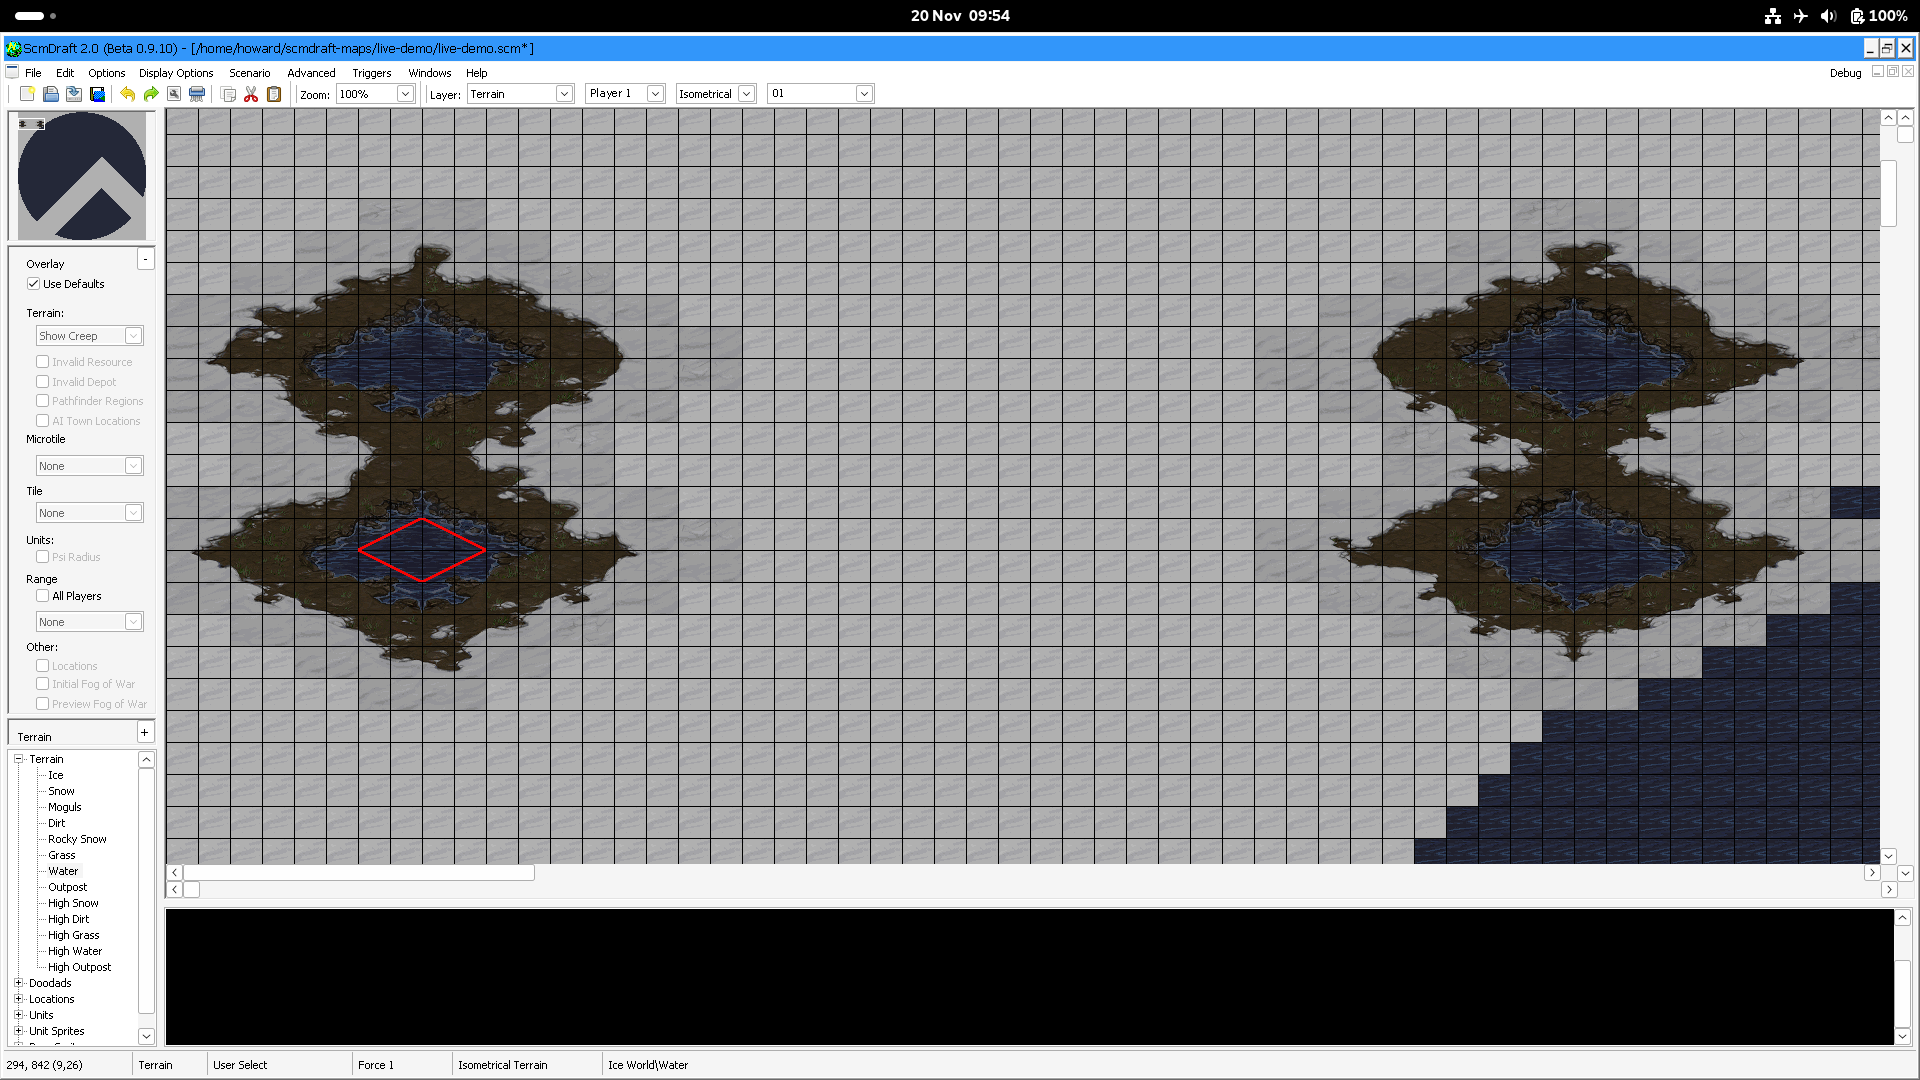 20 Nov 09:54
100%
ScmDraft 2.0 (Beta 0.9.10) - [/home/howard/scmdraft-maps/live-demo/live-demo.scm*]
File Edit Options Display Options Scenario Advanced Triggers Windows Help Debug
Zoom: 100% Layer: Terrain Player 1 Isometrical 01
Overlay -
Use Defaults
Terrain:
Show Creep
Invalid Resource
Invalid Depot
Pathfinder Regions
AI Town Locations
Microtile
None
Tile
None
Units:
Psi Radius
Range
All Players
None
Other:
Locations
Initial Fog of War
Preview Fog of War
Terrain +
Terrain
Ice
Snow
Moguls
Dirt
Rocky Snow
Grass
Water
Outpost
High Snow
High Dirt
High Grass
High Water
High Outpost
Doodads
Locations
Units
Unit Sprites
294, 842 (9,26) Terrain User Select Force 1 Isometrical Terrain Ice World\Water